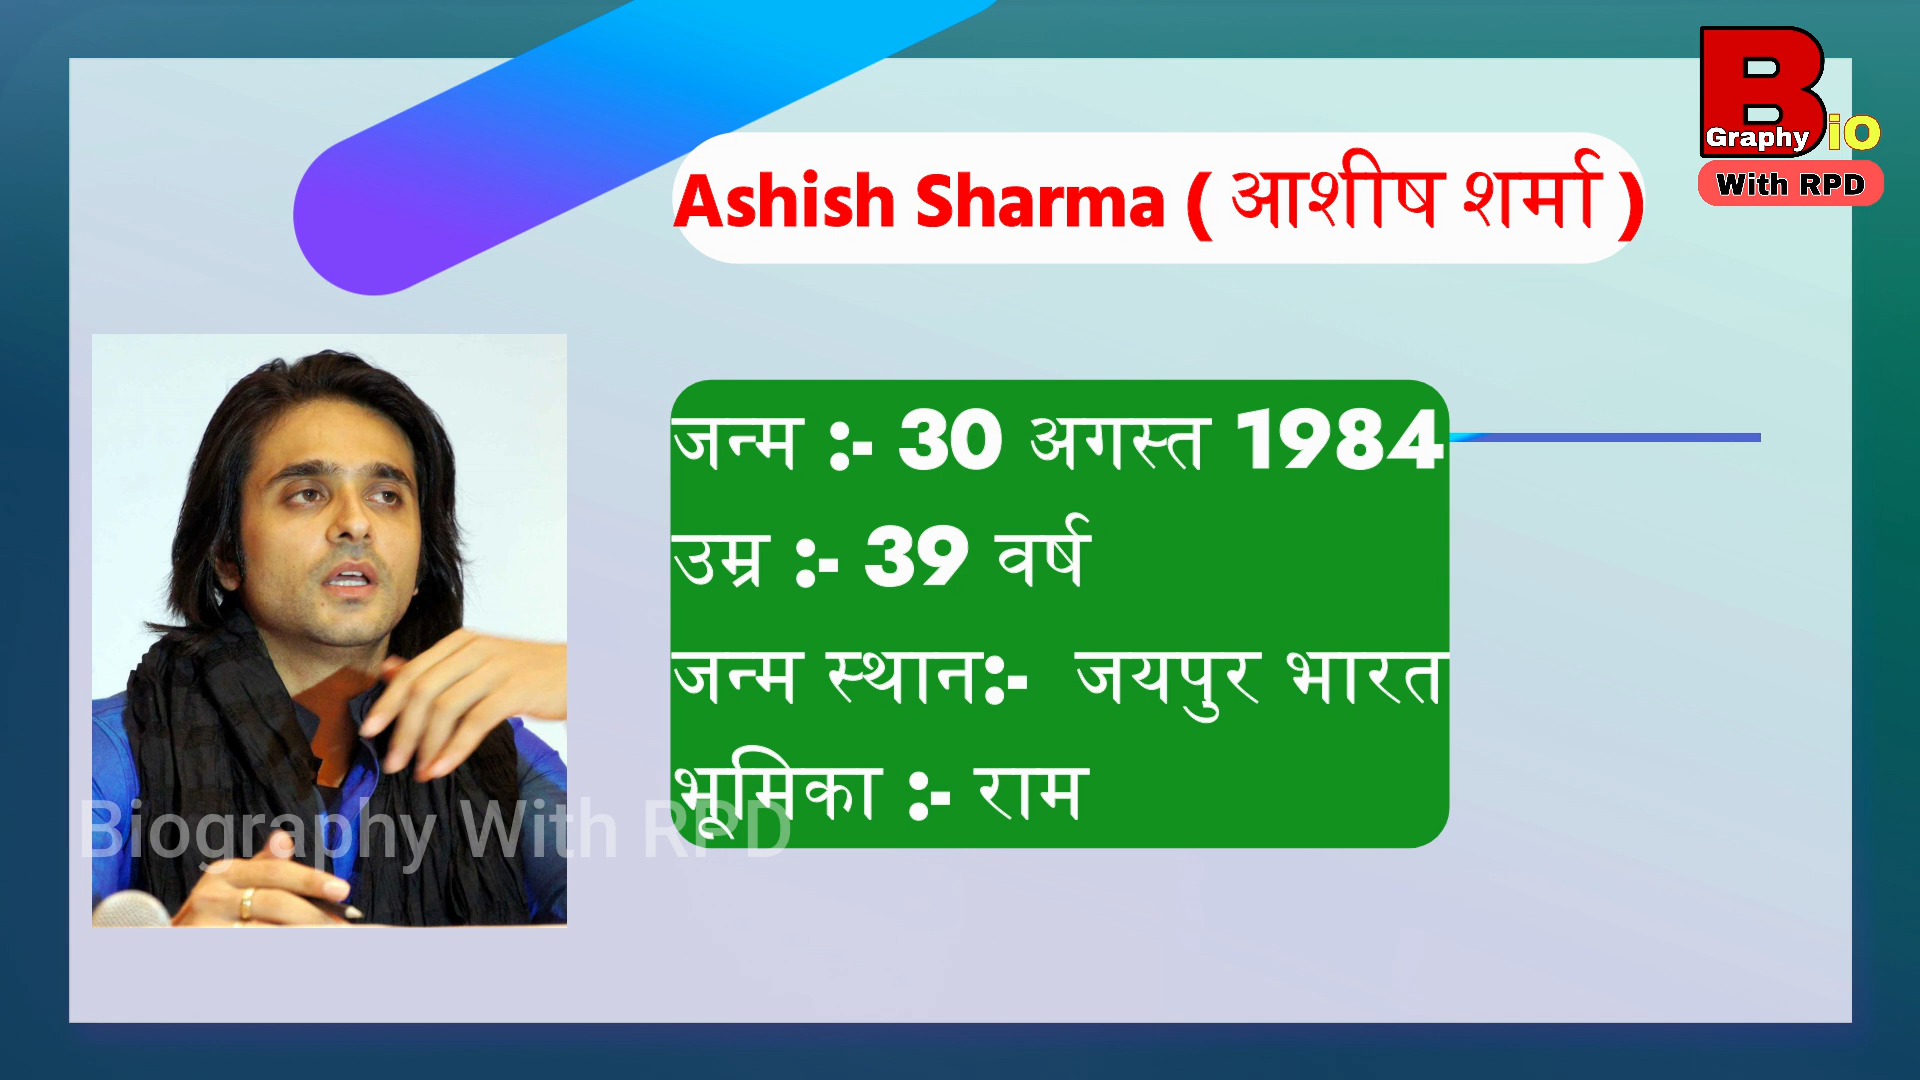 B
io
Graphy
With RPD
Ashish Sharma ( आशीष शर्मा )
जन्म :- 30 अगस्त 1984
उम्र :- 39 वर्ष
जन्म स्थान:- जयपुर भारत
भूमिका :- राम
Biography With RPD